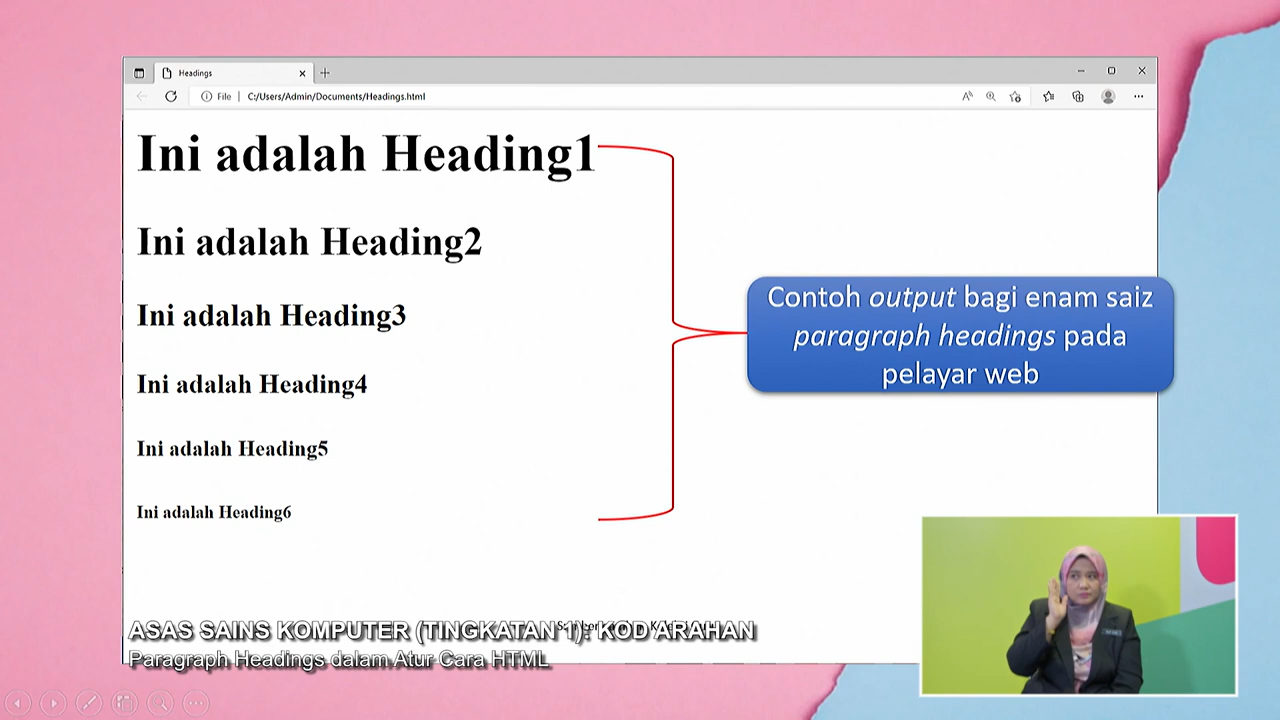 Headings
File
C:/Users/Admin/Documents/Headings.html
Ini adalah Heading1
Ini adalah Heading2
Ini adalah Heading3
Ini adalah Heading4
Ini adalah Heading5
Ini adalah Heading6
Contoh output bagi enam saiz
paragraph headings pada
pelayar web
ASAS SAINS KOMPUTER (TINGKATAN 1): KOD ARAHAN
Paragraph Headings dalam Atur Cara HTML